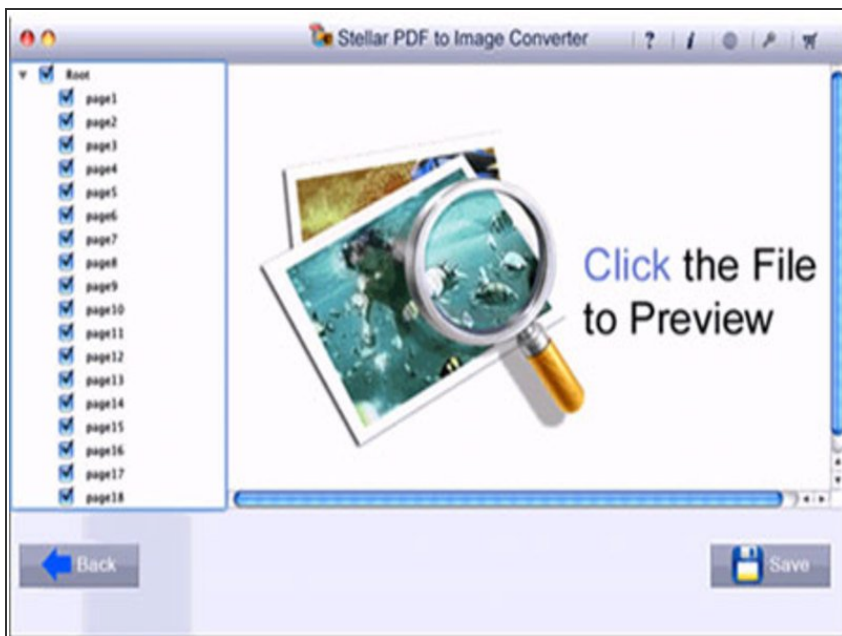 Stellar PDF to Image Converter
?
i
Root
page1
page2
page3
page4
page5
page6
page7
page8
page9
page10
page11
page12
page13
page14
page15
page16
page17
page18
Click the File
to Preview
Back
Save